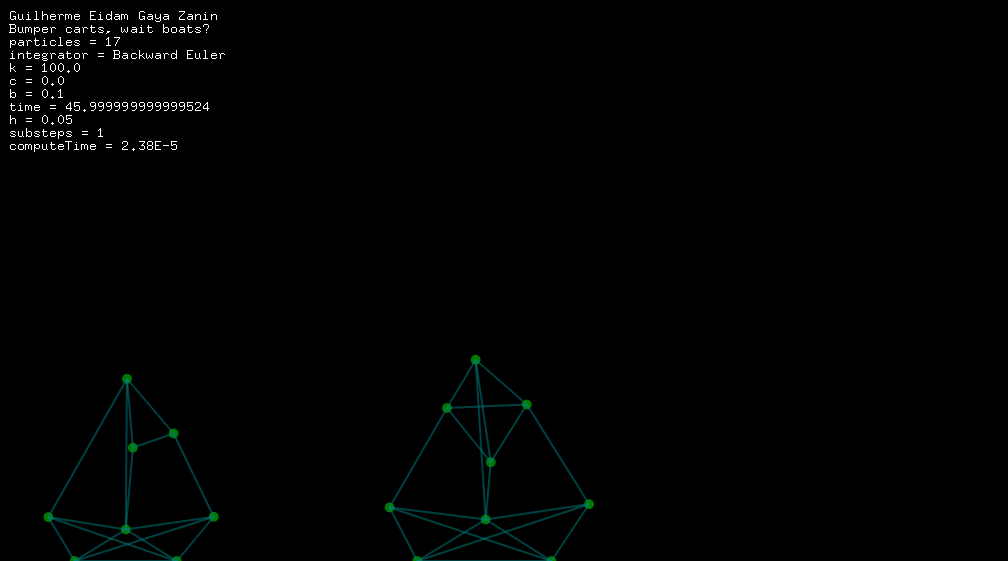 Guilherme Eidam Gaya Zanin
Bumper carts, wait boats?
particles = 17
integrator = Backward Euler
k = 100.0
c = 0.0
b = 0.1
time = 45.999999999999524
h = 0.05
substeps = 1
computeTime = 2.38E-5